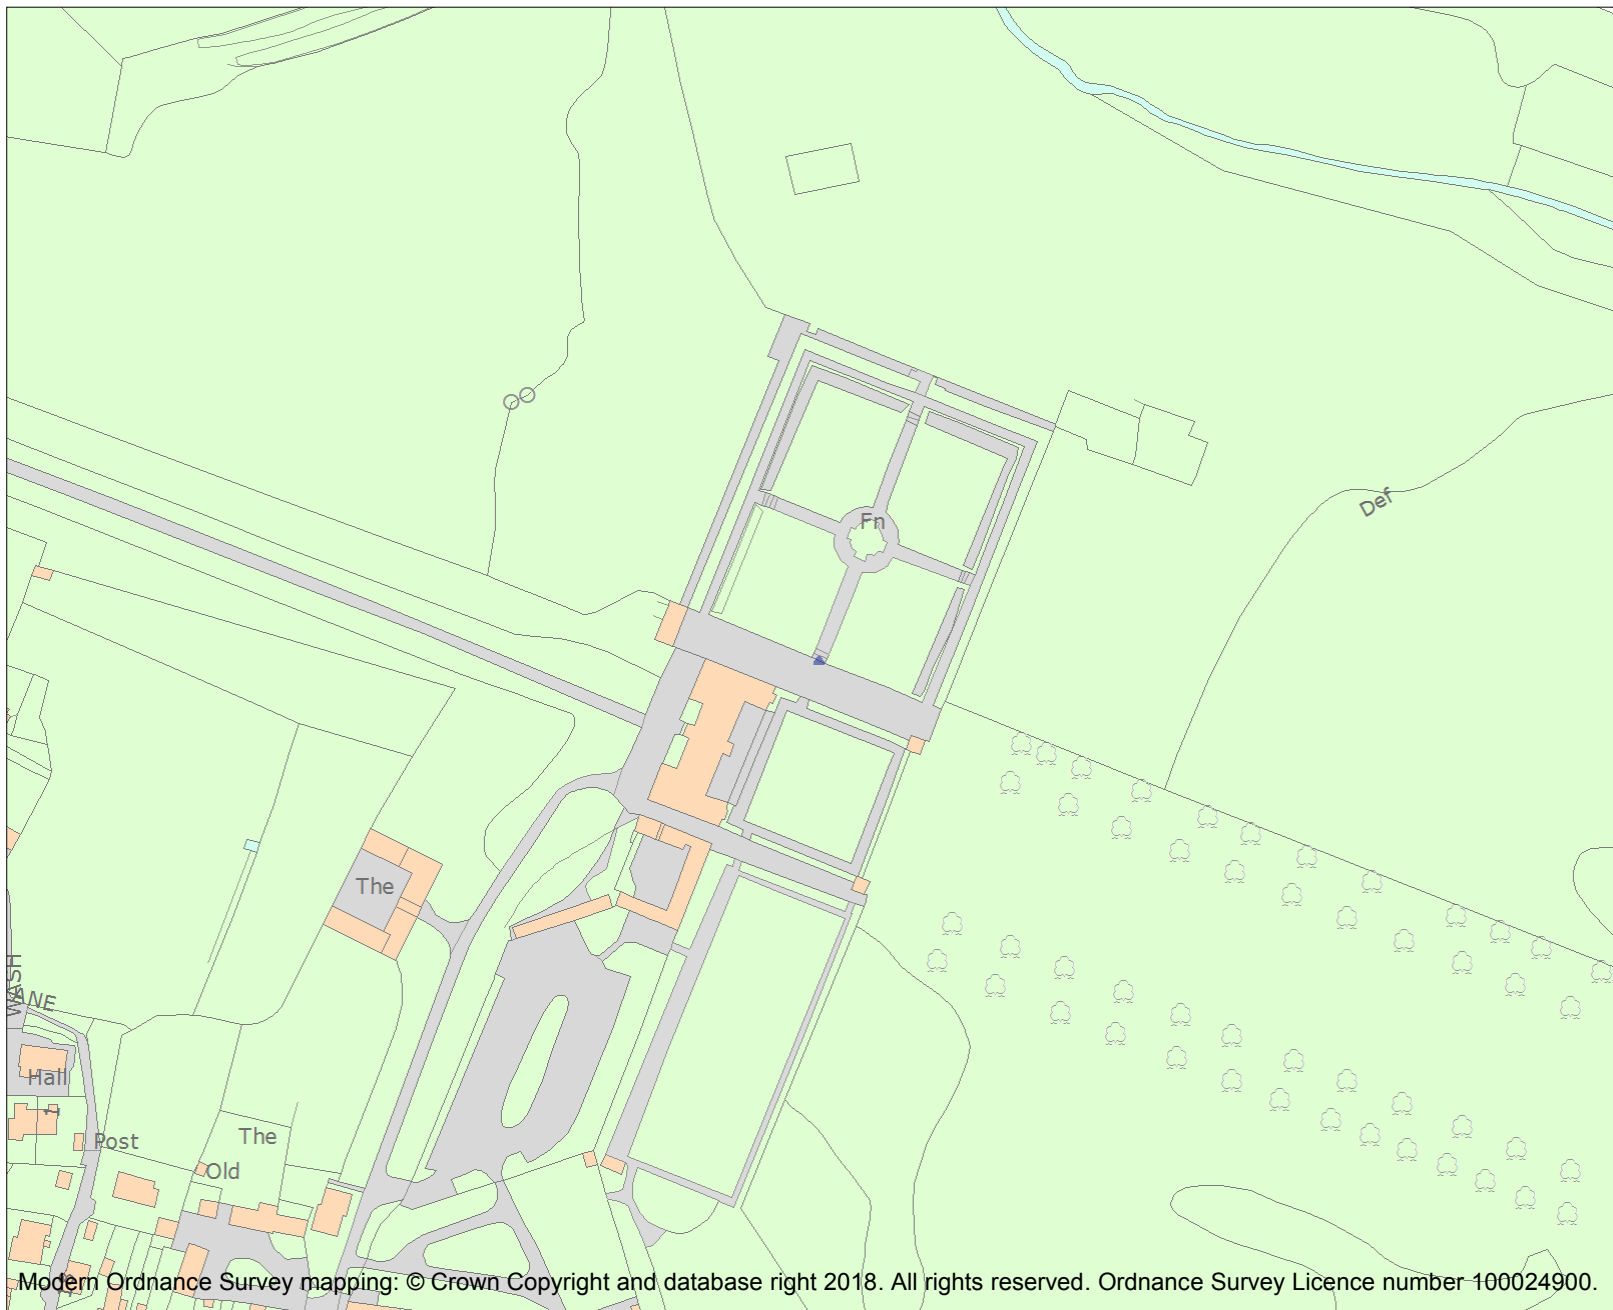 Fn
Def
The
WASH
LANE
Hall
1
Post
The
Old
Modern Ordnance Survey mapping: © Crown Copyright and database right 2018. All rights reserved. Ordnance Survey Licence number 100024900.